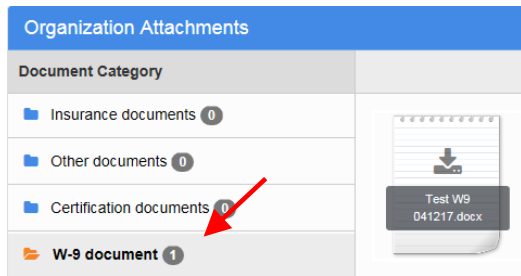 Organization Attachments
Document Category
Insurance documents 0
Other documents 0
Certification documents 0
W-9 document 1
Test W9
041217.docx